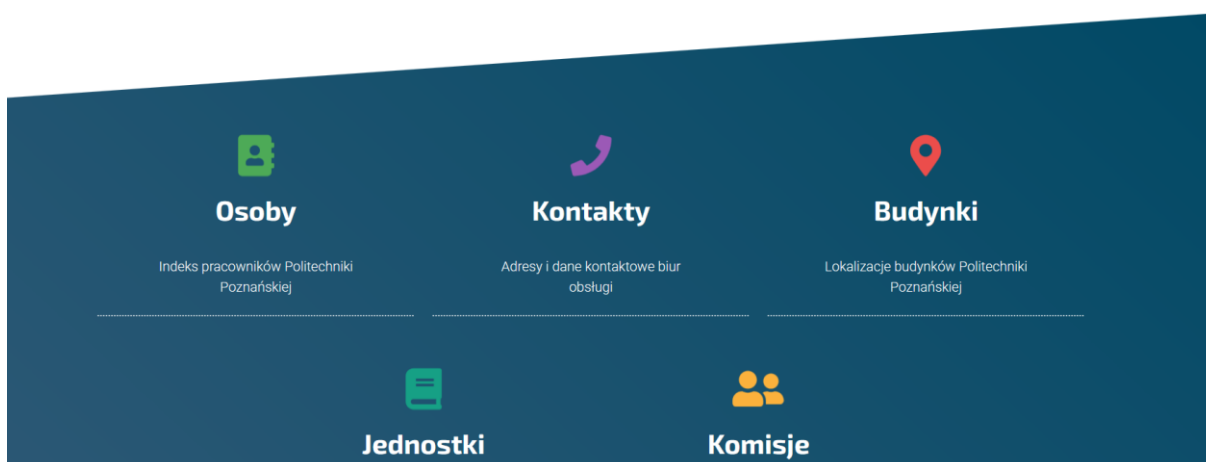 Osoby
Kontakty
Budynki
Indeks pracowników Politechniki
Poznańskiej
Adresy i dane kontaktowe biur
obsługi
Lokalizacje budynków Politechniki
Poznańskiej
Jednostki
Komisje